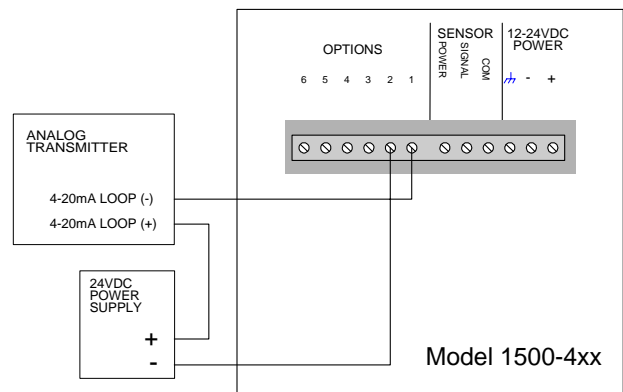 OPTIONS
6 5 4 3 2 1
SENSOR
POWER
SIGNAL
COM
12-24VDC
POWER
- +
ANALOG
TRANSMITTER
4-20mA LOOP (-)
4-20mA LOOP (+)
24VDC
POWER
SUPPLY
+
-
Model 1500-4xx